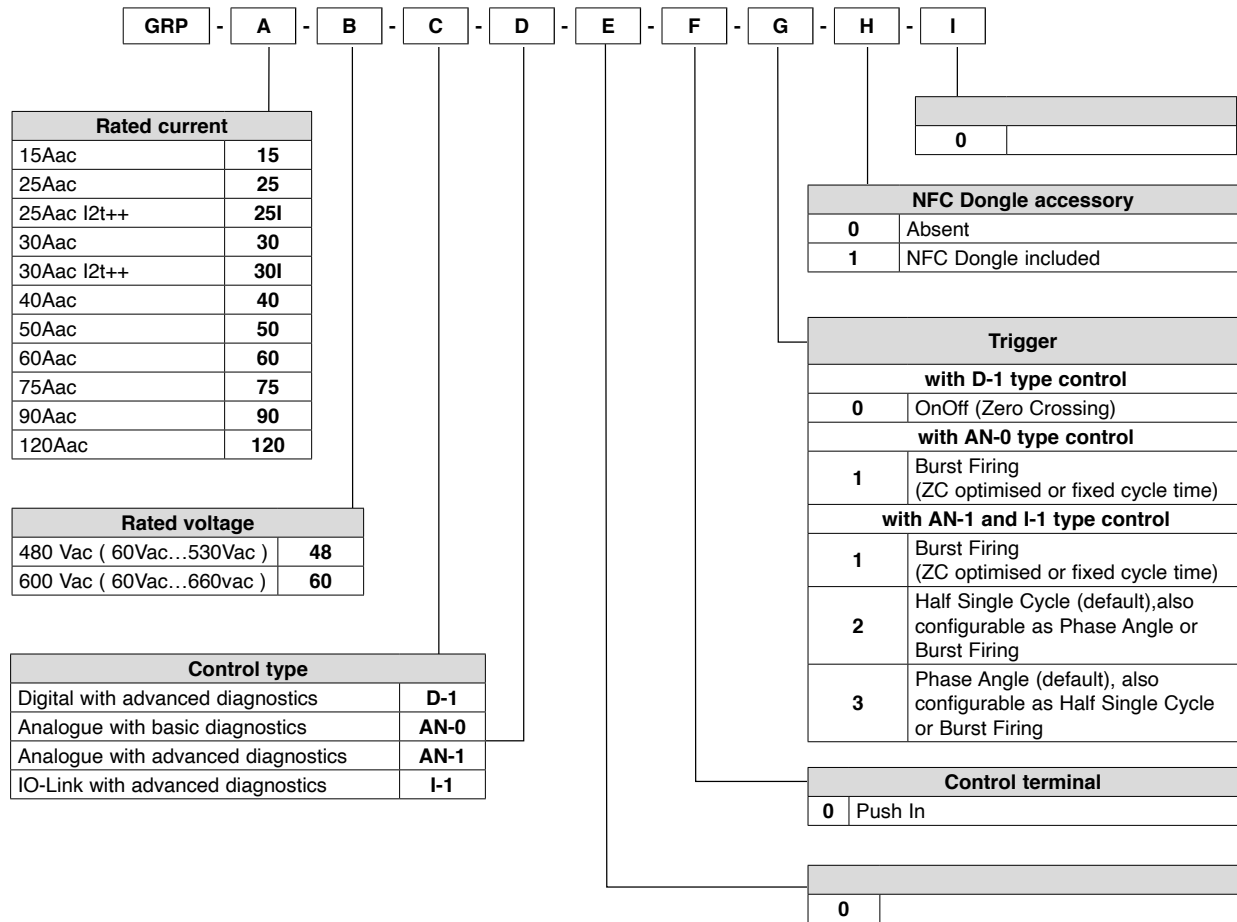 GRP - A - B - C - D - E - F - G - H - I
Rated current
15Aac 15
25Aac 25
25Aac I2t++ 25I
30Aac 30
30Aac I2t++ 30I
40Aac 40
50Aac 50
60Aac 60
75Aac 75
90Aac 90
120Aac 120
Rated voltage
480 Vac ( 60Vac…530Vac ) 48
600 Vac ( 60Vac…660vac ) 60
Control type
Digital with advanced diagnostics D-1
Analogue with basic diagnostics AN-0
Analogue with advanced diagnostics AN-1
IO-Link with advanced diagnostics I-1
0
NFC Dongle accessory
0 Absent
1 NFC Dongle included
Trigger
with D-1 type control
0 OnOff (Zero Crossing)
with AN-0 type control
1 Burst Firing
(ZC optimised or fixed cycle time)
with AN-1 and I-1 type control
1 Burst Firing
(ZC optimised or fixed cycle time)
2 Half Single Cycle (default),also
configurable as Phase Angle or
Burst Firing
3 Phase Angle (default), also
configurable as Half Single Cycle
or Burst Firing
Control terminal
0 Push In
0